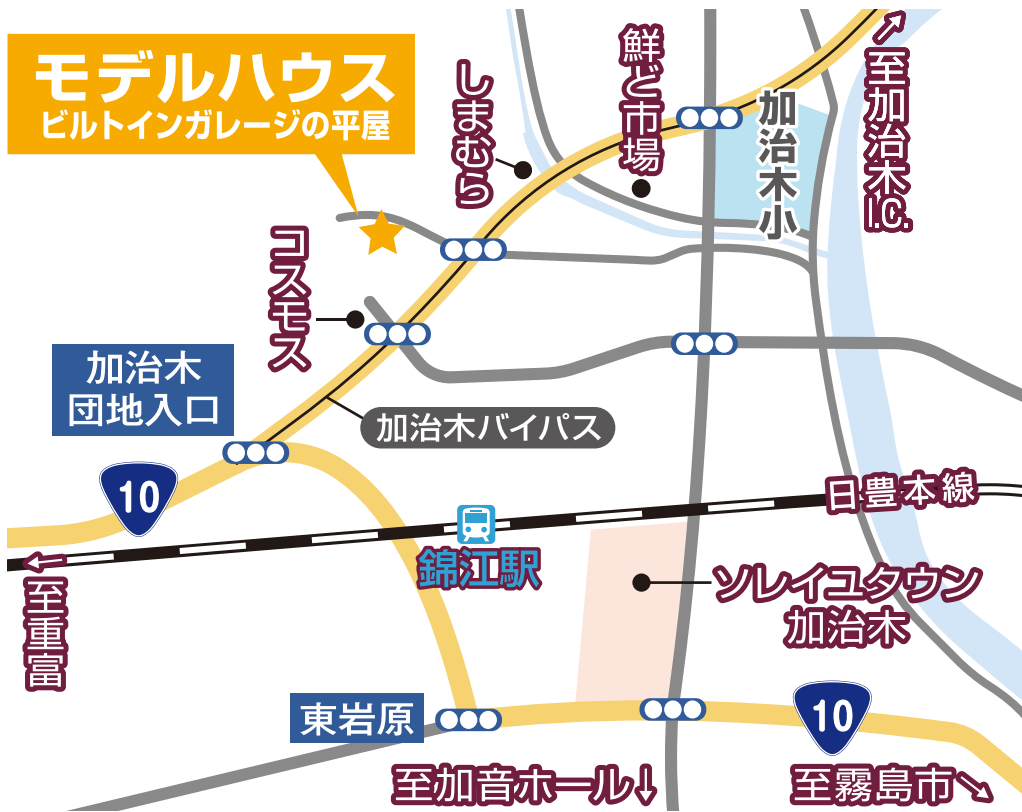 モデルハウス
ビルトインガレージの平屋
しまむら
鮮ど市場
加治木小
至加治木I.C.
コスモス
加治木
団地入口
加治木バイパス
10
日豊本線
錦江駅
至重富
ソレイユタウン
加治木
東岩原
10
至加音ホール↓
至霧島市↘